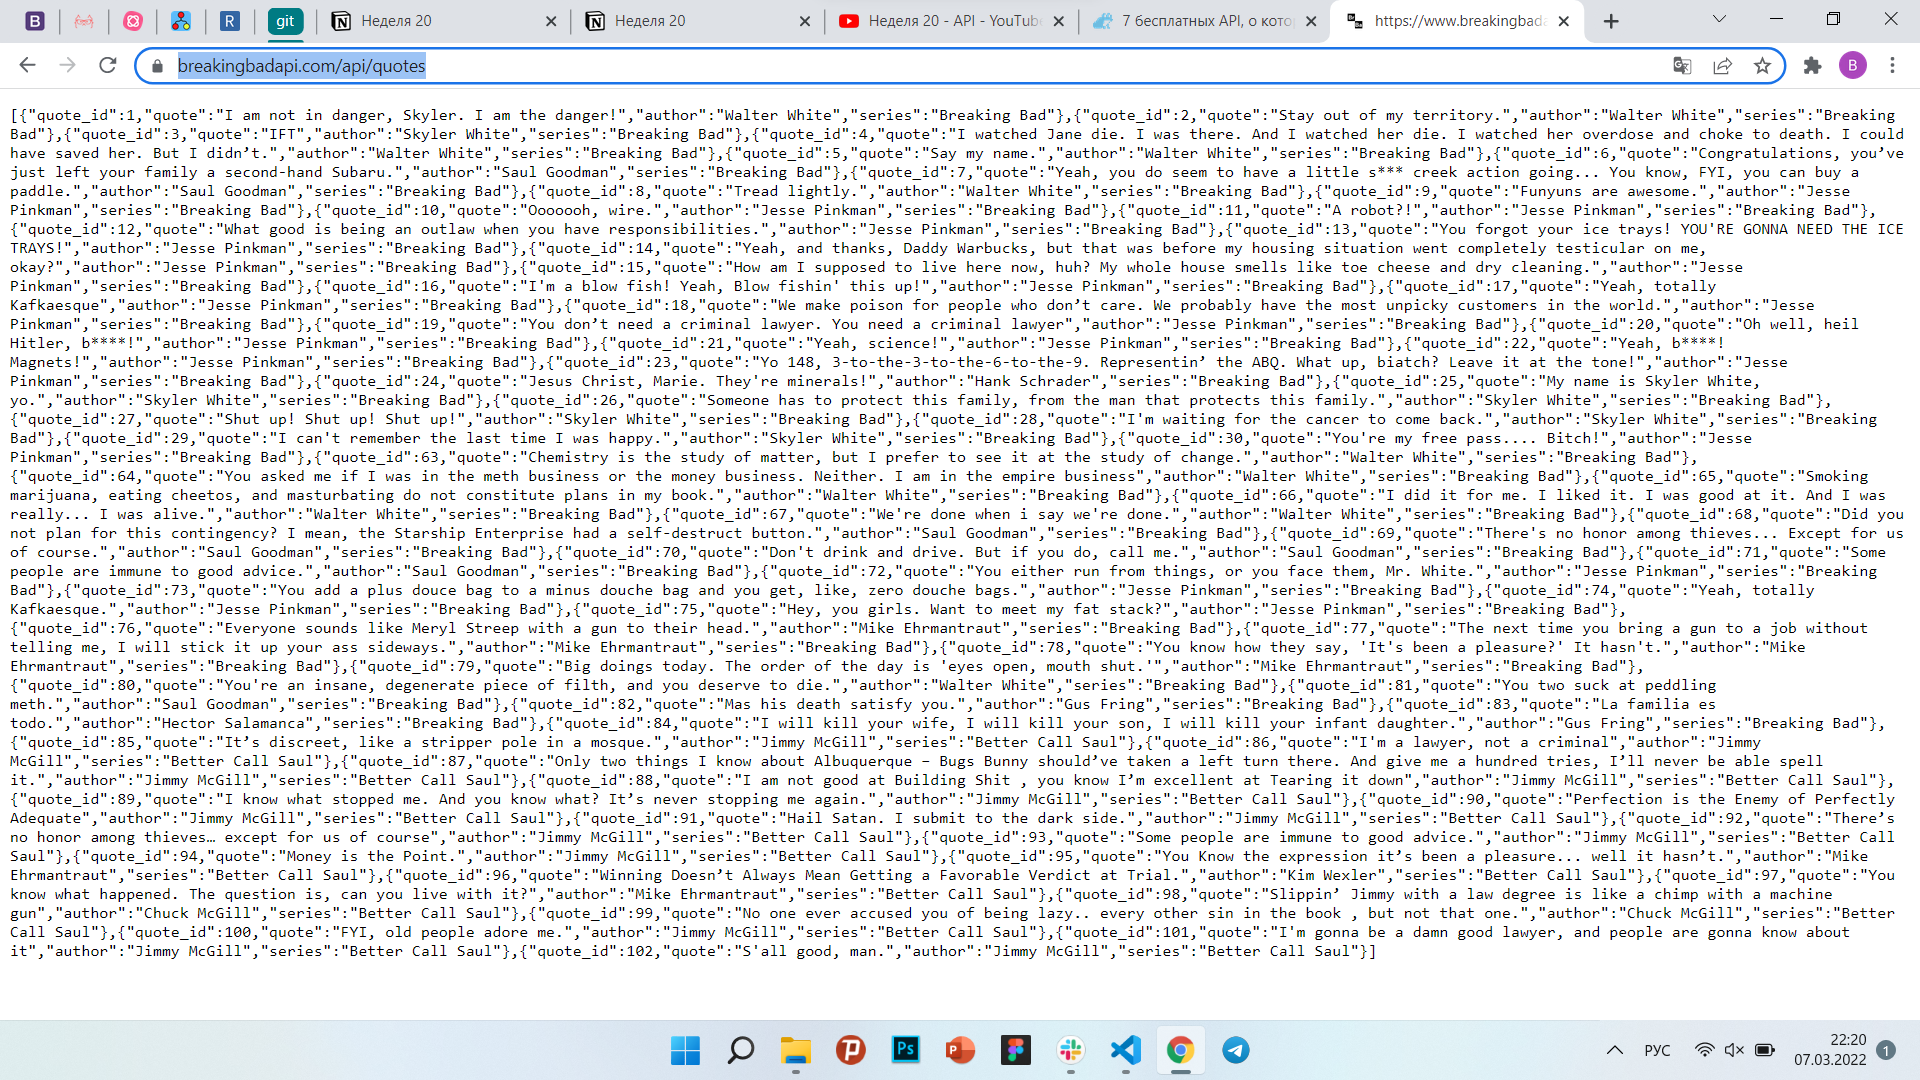 git
Неделя 20
Неделя 20
Неделя 20 - API - YouTube
7 бесплатных API, о кото
https://www.breakingbada
breakingbadapi.com/api/quotes
[{"quote_id":1,"quote":"I am not in danger, Skyler. I am the danger!","author":"Walter White","series":"Breaking Bad"},{"quote_id":2,"quote":"Stay out of my territory.","author":"Walter White","series":"Breaking
Bad"},{"quote_id":3,"quote":"IFT","author":"Skyler White","series":"Breaking Bad"},{"quote_id":4,"quote":"I watched Jane die. I was there. And I watched her die. I watched her overdose and choke to death. I could
have saved her. But I didn’t.","author":"Walter White","series":"Breaking Bad"},{"quote_id":5,"quote":"Say my name.","author":"Walter White","series":"Breaking Bad"},{"quote_id":6,"quote":"Congratulations, you’ve
just left your family a second-hand Subaru.","author":"Saul Goodman","series":"Breaking Bad"},{"quote_id":7,"quote":"Yeah, you do seem to have a little s*** creek action going... You know, FYI, you can buy a
paddle.","author":"Saul Goodman","series":"Breaking Bad"},{"quote_id":8,"quote":"Tread lightly.","author":"Walter White","series":"Breaking Bad"},{"quote_id":9,"quote":"Funyuns are awesome.","author":"Jesse
Pinkman","series":"Breaking Bad"},{"quote_id":10,"quote":"Ooooooh, wire.","author":"Jesse Pinkman","series":"Breaking Bad"},{"quote_id":11,"quote":"A robot?!","author":"Jesse Pinkman","series":"Breaking Bad"},
{"quote_id":12,"quote":"What good is being an outlaw when you have responsibilities.","author":"Jesse Pinkman","series":"Breaking Bad"},{"quote_id":13,"quote":"You forgot your ice trays! YOU'RE GONNA NEED THE ICE
TRAYS!","author":"Jesse Pinkman","series":"Breaking Bad"},{"quote_id":14,"quote":"Yeah, and thanks, Daddy Warbucks, but that was before my housing situation went completely testicular on me,
okay?","author":"Jesse Pinkman","series":"Breaking Bad"},{"quote_id":15,"quote":"How am I supposed to live here now, huh? My whole house smells like toe cheese and dry cleaning.","author":"Jesse
Pinkman","series":"Breaking Bad"},{"quote_id":16,"quote":"I'm a blow fish! Yeah, Blow fishin' this up!","author":"Jesse Pinkman","series":"Breaking Bad"},{"quote_id":17,"quote":"Yeah, totally
Kafkaesque","author":"Jesse Pinkman","series":"Breaking Bad"},{"quote_id":18,"quote":"We make poison for people who don’t care. We probably have the most unpicky customers in the world.","author":"Jesse
Pinkman","series":"Breaking Bad"},{"quote_id":19,"quote":"You don’t need a criminal lawyer. You need a criminal lawyer","author":"Jesse Pinkman","series":"Breaking Bad"},{"quote_id":20,"quote":"Oh well, heil
Hitler, b****!","author":"Jesse Pinkman","series":"Breaking Bad"},{"quote_id":21,"quote":"Yeah, science!","author":"Jesse Pinkman","series":"Breaking Bad"},{"quote_id":22,"quote":"Yeah, b****!
Magnets!","author":"Jesse Pinkman","series":"Breaking Bad"},{"quote_id":23,"quote":"Yo 148, 3-to-the-3-to-the-6-to-the-9. Representin’ the ABQ. What up, biatch? Leave it at the tone!","author":"Jesse
Pinkman","series":"Breaking Bad"},{"quote_id":24,"quote":"Jesus Christ, Marie. They're minerals!","author":"Hank Schrader","series":"Breaking Bad"},{"quote_id":25,"quote":"My name is Skyler White,
yo.","author":"Skyler White","series":"Breaking Bad"},{"quote_id":26,"quote":"Someone has to protect this family, from the man that protects this family.","author":"Skyler White","series":"Breaking Bad"},
{"quote_id":27,"quote":"Shut up! Shut up! Shut up!","author":"Skyler White","series":"Breaking Bad"},{"quote_id":28,"quote":"I'm waiting for the cancer to come back.","author":"Skyler White","series":"Breaking
Bad"},{"quote_id":29,"quote":"I can't remember the last time I was happy.","author":"Skyler White","series":"Breaking Bad"},{"quote_id":30,"quote":"You're my free pass.... Bitch!","author":"Jesse
Pinkman","series":"Breaking Bad"},{"quote_id":63,"quote":"Chemistry is the study of matter, but I prefer to see it at the study of change.","author":"Walter White","series":"Breaking Bad"},
{"quote_id":64,"quote":"You asked me if I was in the meth business or the money business. Neither. I am in the empire business","author":"Walter White","series":"Breaking Bad"},{"quote_id":65,"quote":"Smoking
marijuana, eating cheetos, and masturbating do not constitute plans in my book.","author":"Walter White","series":"Breaking Bad"},{"quote_id":66,"quote":"I did it for me. I liked it. I was good at it. And I was
really... I was alive.","author":"Walter White","series":"Breaking Bad"},{"quote_id":67,"quote":"We're done when i say we're done.","author":"Walter White","series":"Breaking Bad"},{"quote_id":68,"quote":"Did you
not plan for this contingency? I mean, the Starship Enterprise had a self-destruct button.","author":"Saul Goodman","series":"Breaking Bad"},{"quote_id":69,"quote":"There's no honor among thieves... Except for us
of course.","author":"Saul Goodman","series":"Breaking Bad"},{"quote_id":70,"quote":"Don't drink and drive. But if you do, call me.","author":"Saul Goodman","series":"Breaking Bad"},{"quote_id":71,"quote":"Some
people are immune to good advice.","author":"Saul Goodman","series":"Breaking Bad"},{"quote_id":72,"quote":"You either run from things, or you face them, Mr. White.","author":"Jesse Pinkman","series":"Breaking
Bad"},{"quote_id":73,"quote":"You add a plus douce bag to a minus douche bag and you get, like, zero douche bags.","author":"Jesse Pinkman","series":"Breaking Bad"},{"quote_id":74,"quote":"Yeah, totally
Kafkaesque.","author":"Jesse Pinkman","series":"Breaking Bad"},{"quote_id":75,"quote":"Hey, you girls. Want to meet my fat stack?","author":"Jesse Pinkman","series":"Breaking Bad"},
{"quote_id":76,"quote":"Everyone sounds like Meryl Streep with a gun to their head.","author":"Mike Ehrmantraut","series":"Breaking Bad"},{"quote_id":77,"quote":"The next time you bring a gun to a job without
telling me, I will stick it up your ass sideways.","author":"Mike Ehrmantraut","series":"Breaking Bad"},{"quote_id":78,"quote":"You know how they say, 'It's been a pleasure?' It hasn't.","author":"Mike
Ehrmantraut","series":"Breaking Bad"},{"quote_id":79,"quote":"Big doings today. The order of the day is 'eyes open, mouth shut.'","author":"Mike Ehrmantraut","series":"Breaking Bad"},
{"quote_id":80,"quote":"You're an insane, degenerate piece of filth, and you deserve to die.","author":"Walter White","series":"Breaking Bad"},{"quote_id":81,"quote":"You two suck at peddling
meth.","author":"Saul Goodman","series":"Breaking Bad"},{"quote_id":82,"quote":"Mas his death satisfy you.","author":"Gus Fring","series":"Breaking Bad"},{"quote_id":83,"quote":"La familia es
todo.","author":"Hector Salamanca","series":"Breaking Bad"},{"quote_id":84,"quote":"I will kill your wife, I will kill your son, I will kill your infant daughter.","author":"Gus Fring","series":"Breaking Bad"},
{"quote_id":85,"quote":"It’s discreet, like a stripper pole in a mosque.","author":"Jimmy McGill","series":"Better Call Saul"},{"quote_id":86,"quote":"I'm a lawyer, not a criminal","author":"Jimmy
McGill","series":"Better Call Saul"},{"quote_id":87,"quote":"Only two things I know about Albuquerque – Bugs Bunny should’ve taken a left turn there. And give me a hundred tries, I’ll never be able spell
it.","author":"Jimmy McGill","series":"Better Call Saul"},{"quote_id":88,"quote":"I am not good at Building Shit , you know I’m excellent at Tearing it down","author":"Jimmy McGill","series":"Better Call Saul"},
{"quote_id":89,"quote":"I know what stopped me. And you know what? It’s never stopping me again.","author":"Jimmy McGill","series":"Better Call Saul"},{"quote_id":90,"quote":"Perfection is the Enemy of Perfectly
Adequate","author":"Jimmy McGill","series":"Better Call Saul"},{"quote_id":91,"quote":"Hail Satan. I submit to the dark side.","author":"Jimmy McGill","series":"Better Call Saul"},{"quote_id":92,"quote":"There’s
no honor among thieves… except for us of course","author":"Jimmy McGill","series":"Better Call Saul"},{"quote_id":93,"quote":"Some people are immune to good advice.","author":"Jimmy McGill","series":"Better Call
Saul"},{"quote_id":94,"quote":"Money is the Point.","author":"Jimmy McGill","series":"Better Call Saul"},{"quote_id":95,"quote":"You Know the expression it’s been a pleasure... well it hasn’t.","author":"Mike
Ehrmantraut","series":"Better Call Saul"},{"quote_id":96,"quote":"Winning Doesn’t Always Mean Getting a Favorable Verdict at Trial.","author":"Kim Wexler","series":"Better Call Saul"},{"quote_id":97,"quote":"You
know what happened. The question is, can you live with it?","author":"Mike Ehrmantraut","series":"Better Call Saul"},{"quote_id":98,"quote":"Slippin’ Jimmy with a law degree is like a chimp with a machine
gun","author":"Chuck McGill","series":"Better Call Saul"},{"quote_id":99,"quote":"No one ever accused you of being lazy.. every other sin in the book , but not that one.","author":"Chuck McGill","series":"Better
Call Saul"},{"quote_id":100,"quote":"FYI, old people adore me.","author":"Jimmy McGill","series":"Better Call Saul"},{"quote_id":101,"quote":"I'm gonna be a damn good lawyer, and people are gonna know about
it","author":"Jimmy McGill","series":"Better Call Saul"},{"quote_id":102,"quote":"S'all good, man.","author":"Jimmy McGill","series":"Better Call Saul"}]
РУС
22:20
07.03.2022
1